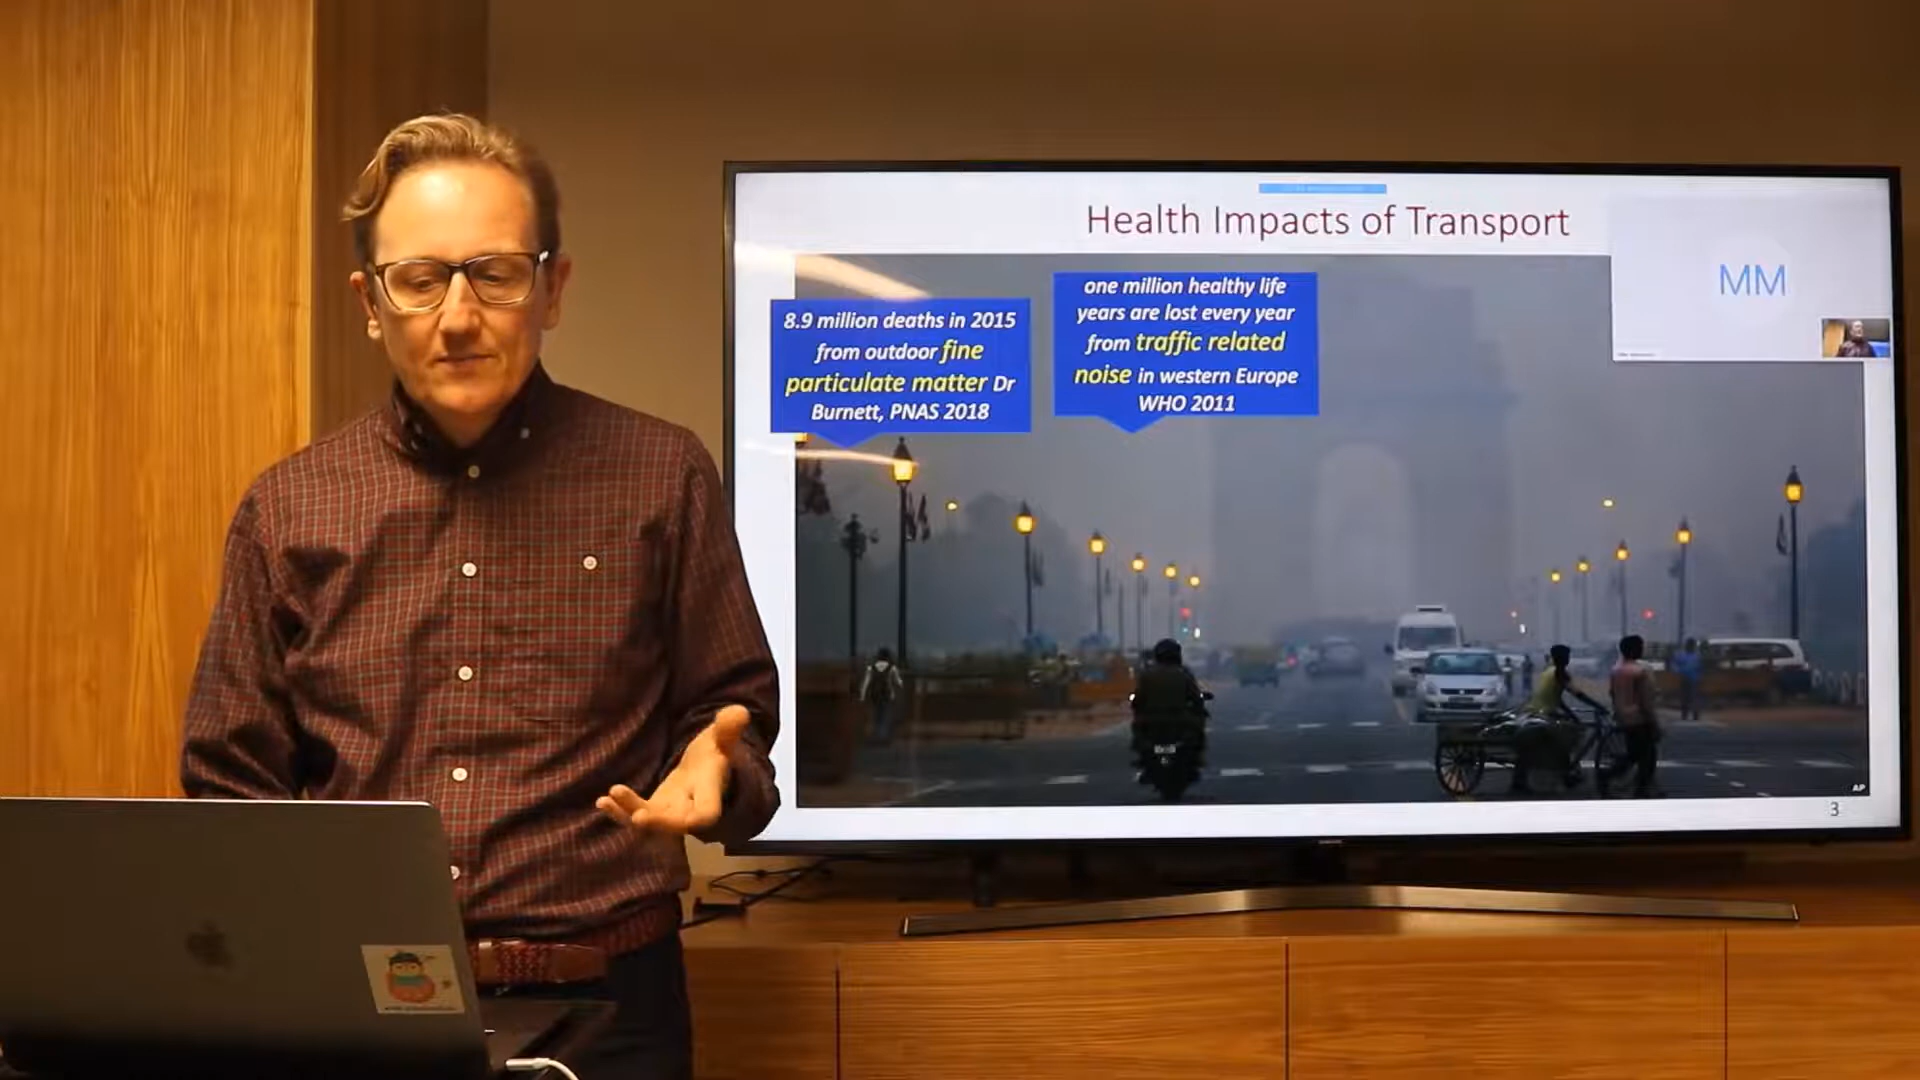 Health Impacts of Transport
MM
8.9 million deaths in 2015
from outdoor fine
particulate matter Dr
Burnett, PNAS 2018
one million healthy life
years are lost every year
from traffic related
noise in western Europe
WHO 2011
AP
3